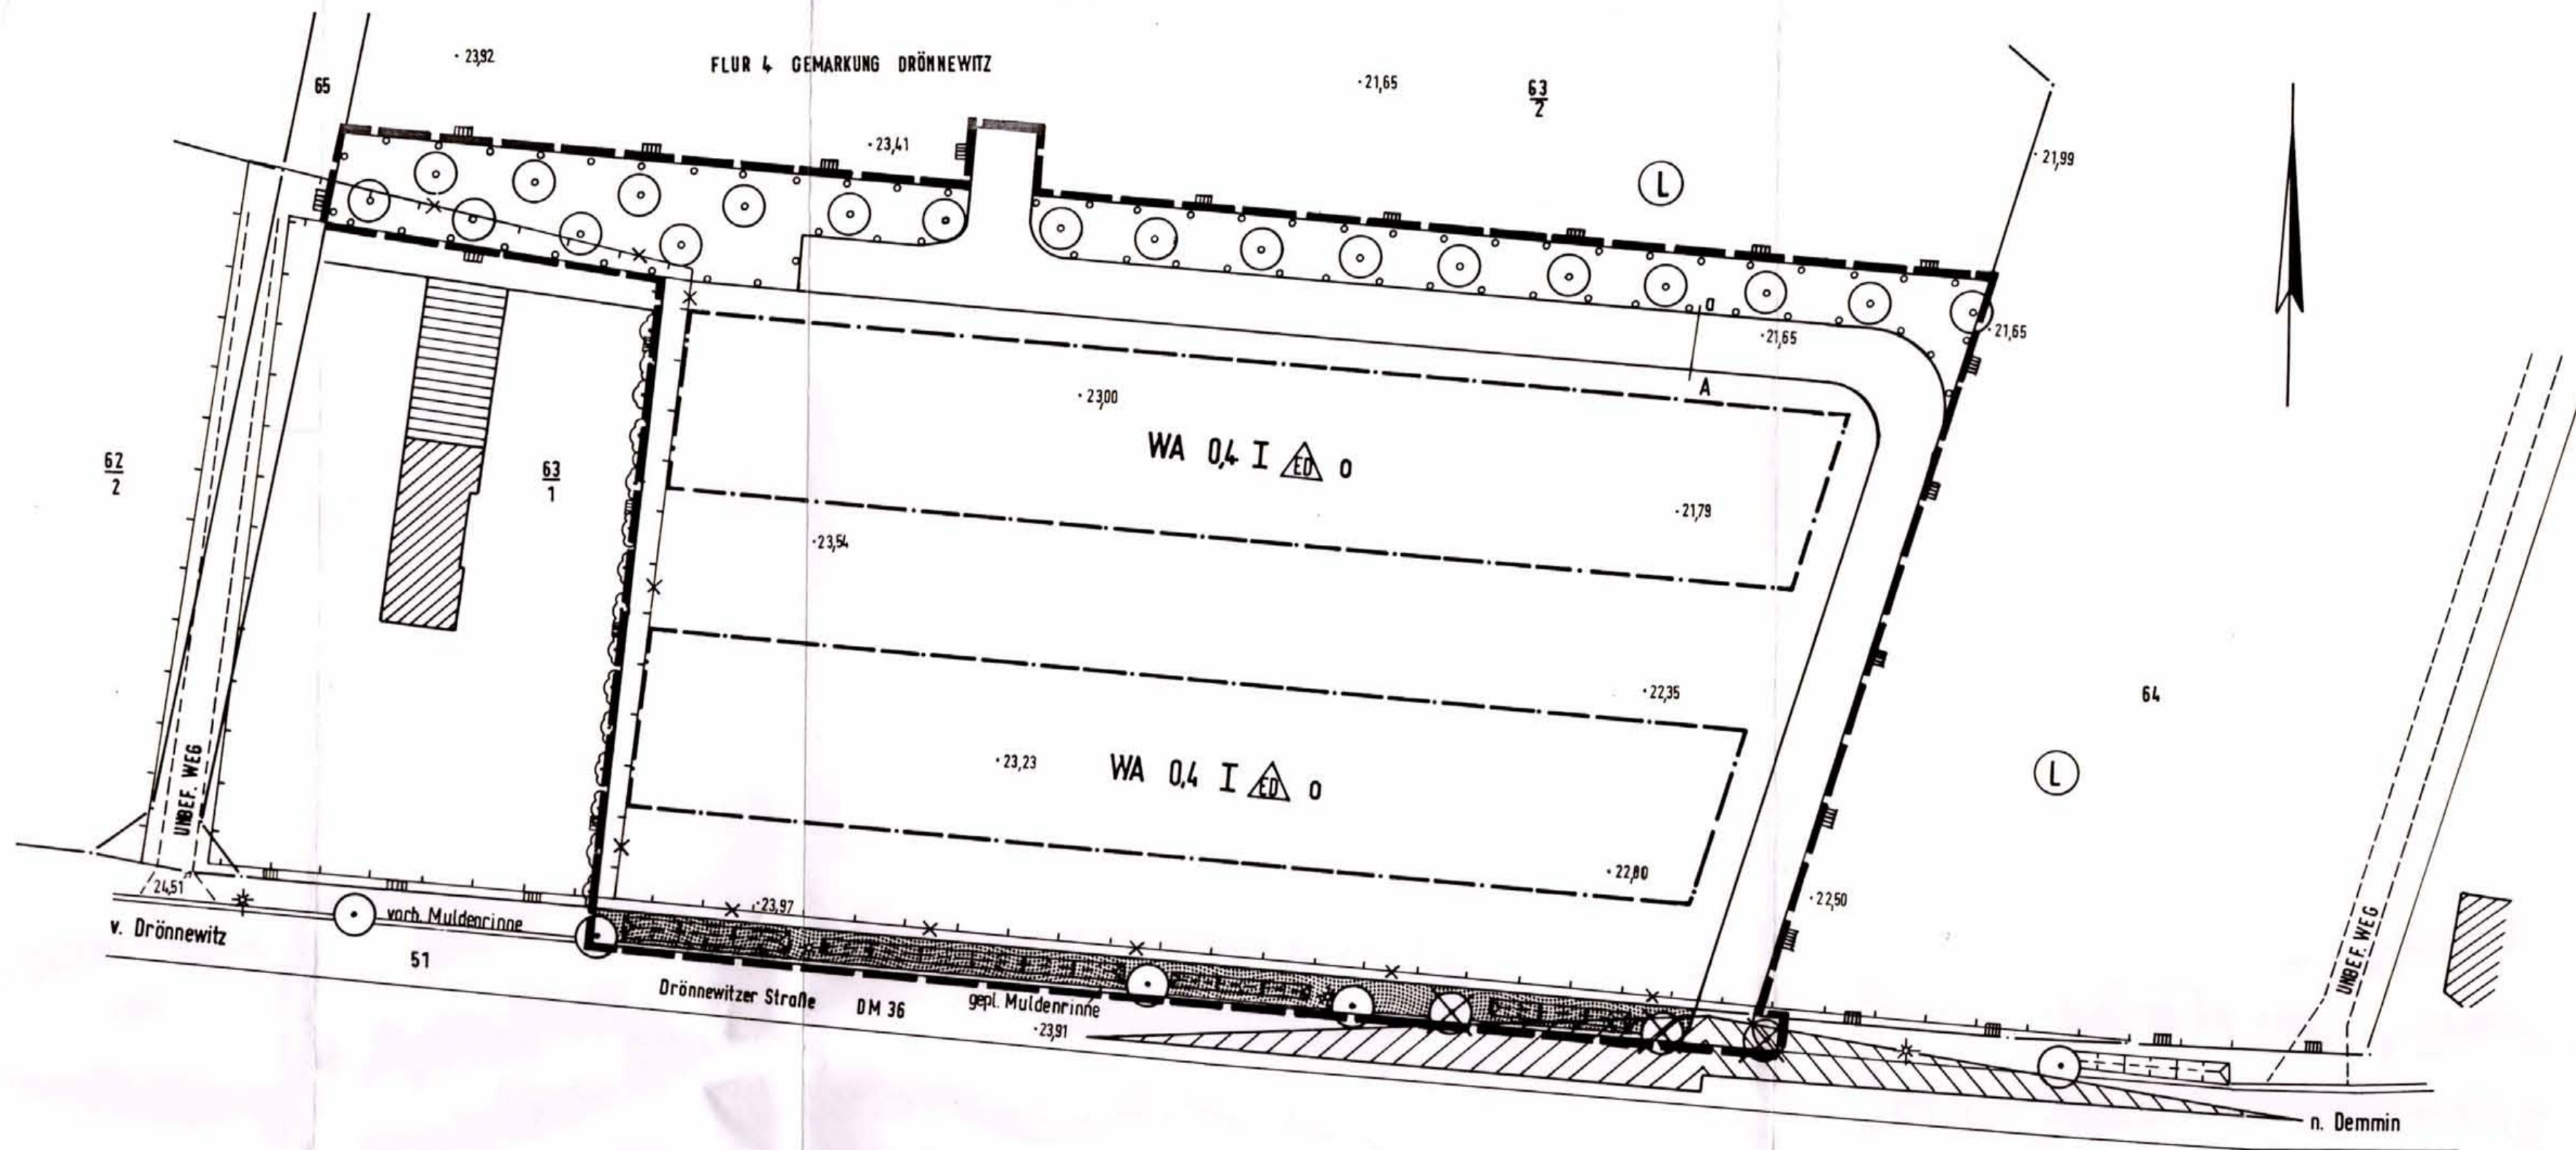 65
· 23,92
FLUR 4 GEMARKUNG DRÖNNEWITZ
· 21,65
63
2
L
· 21,99
· 23,41
· 21,65
· 21,65
O
A
· 23,00
WA 0,4 I ED o
· 21,79
· 23,54
62
2
63
1
· 22,35
64
L
· 23,23
WA 0,4 I ED o
· 22,80
UNBEF. WEG
· 22,50
· 23,97
24,51
vorh. Muldenrinne
v. Drönnewitz
51
Drönnewitzer Straße DM 36
gepl. Muldenrinne
· 23,91
UNBEF. WEG
n. Demmin